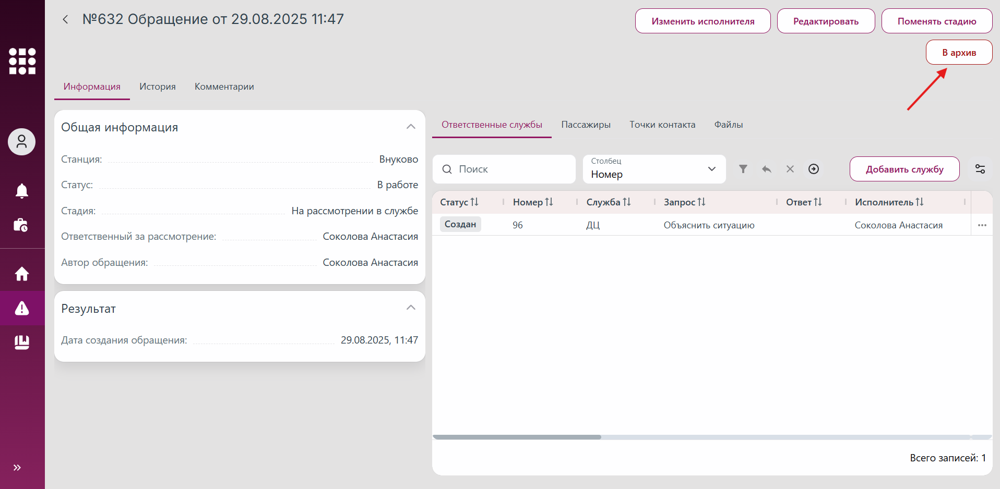 №632 Обращение от 29.08.2025 11:47
Изменить исполнителя
Редактировать
Поменять стадию
В архив
Информация
История
Комментарии
Общая информация
Станция:
Внуково
Статус:
В работе
Стадия:
На рассмотрении в службе
Ответственный за рассмотрение:
Соколова Анастасия
Автор обращения:
Соколова Анастасия
Результат
Дата создания обращения:
29.08.2025, 11:47
Ответственные службы
Пассажиры
Точки контакта
Файлы
Поиск
Столбец
Номер
Добавить службу
Статус
Номер
Служба
Запрос
Ответ
Исполнитель
Создан
96
ДЦ
Объяснить ситуацию
Соколова Анастасия
Всего записей: 1